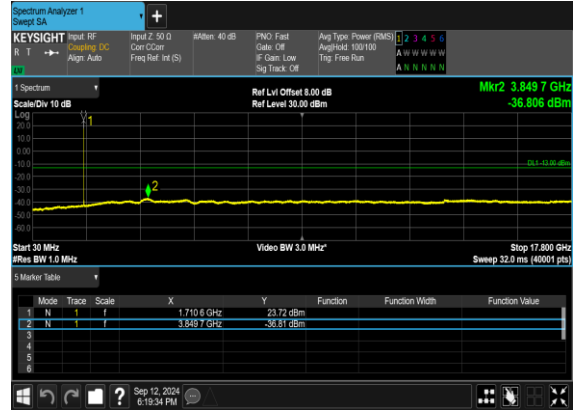 Spectrum Analyzer 1
Swept SA
+
KEYSIGHT Input: RF Input Z: 50 Ω #Atten: 40 dB PNO: Fast Avg Type: Power (RMS) 1 2 3 4 5 6
R T Coupling: DC Corr CCorr Gate: Off Avg|Hold: 100/100 A W W W W W
Align: Auto Freq Ref: Int (S) IF Gain: Low Trig: Free Run
Sig Track: Off A N N N N N
1 Spectrum Ref Lvl Offset 8.00 dB Mkr2 3.849 7 GHz
Scale/Div 10 dB Ref Level 30.00 dBm -36.806 dBm
Log
20.0
10.0
0.00
-10.0
-20.0
-30.0
-40.0
-50.0
-60.0
1
2
DL1 -13.00 dBm
Start 30 MHz Video BW 3.0 MHz* Stop 17.800 GHz
#Res BW 1.0 MHz Sweep 32.0 ms (40001 pts)
5 Marker Table
Mode Trace Scale X Y Function Function Width Function Value
1 N 1 f 1.710 6 GHz 23.72 dBm
2 N 1 f 3.849 7 GHz -36.81 dBm
3
4
5
6
? Sep 12, 2024
6:19:34 PM